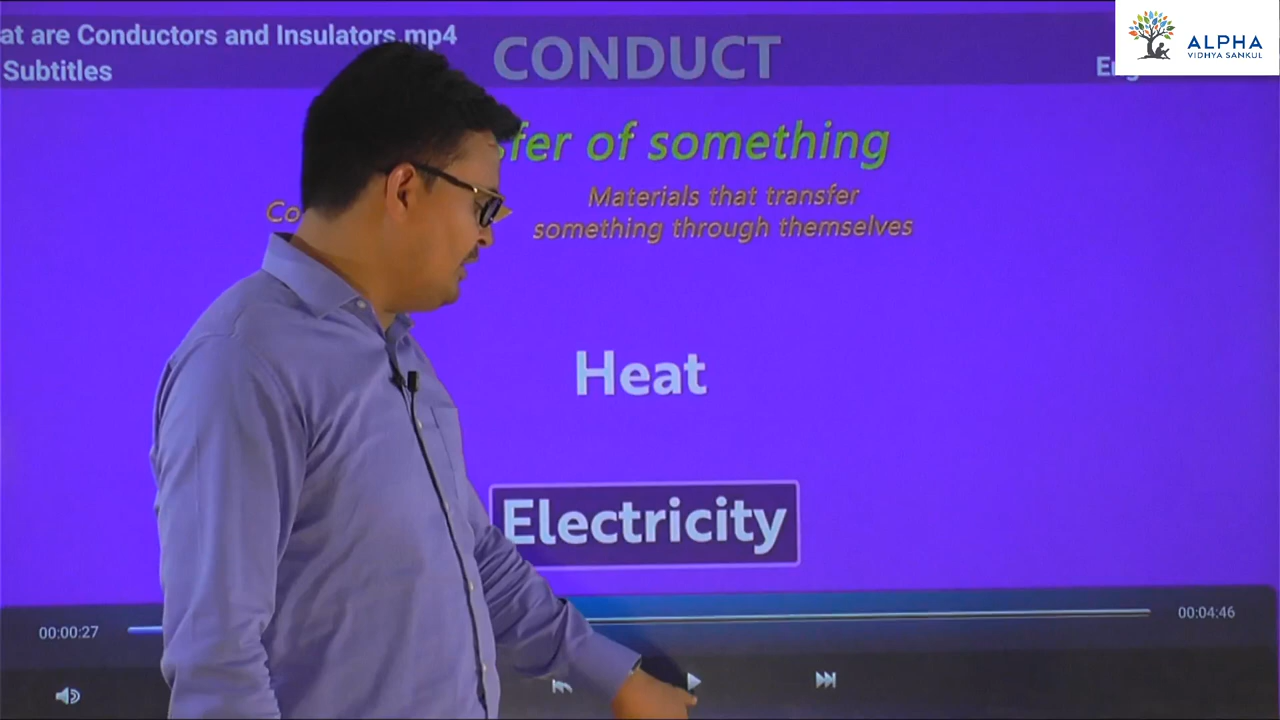 at are Conductors and Insulators.mp4
Subtitles
CONDUCT
ALPHA
VIDHYA SANKUL
of something
Materials that transfer
something through themselves
Heat
Electricity
00:00:27
00:04:46